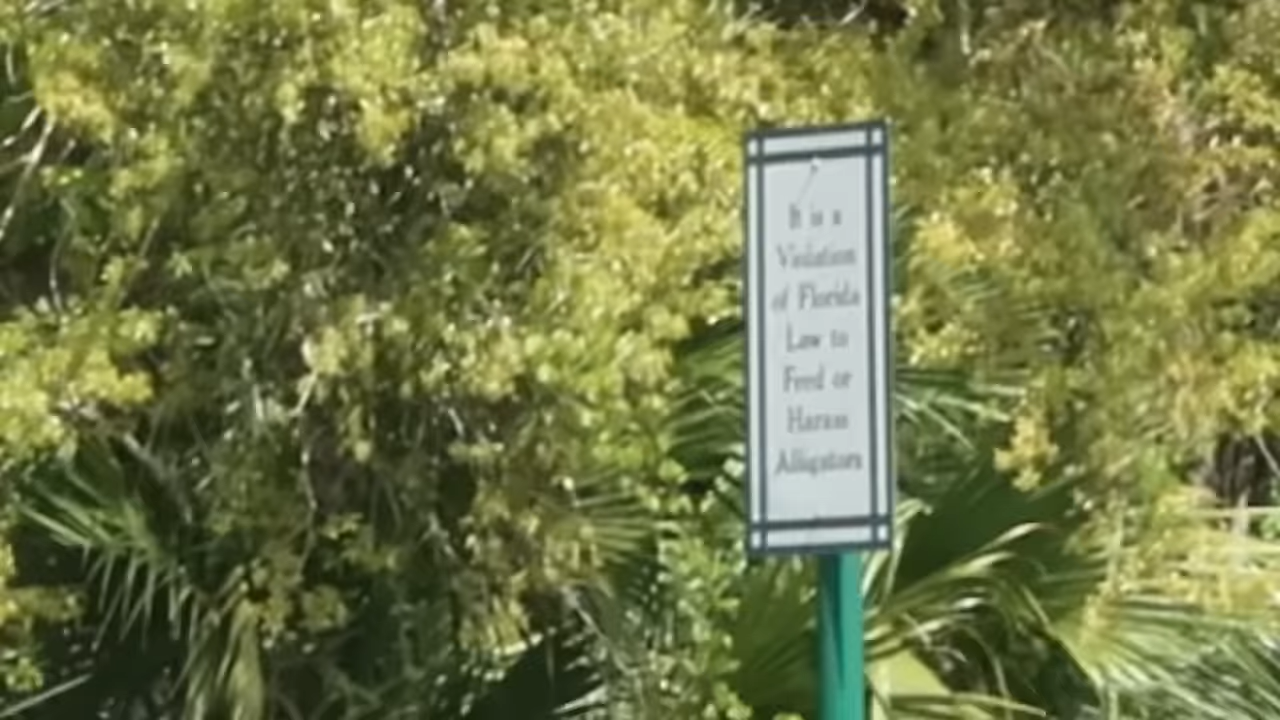 It is a
Violation
of Florida
Law to
Feed or
Harass
Alligators